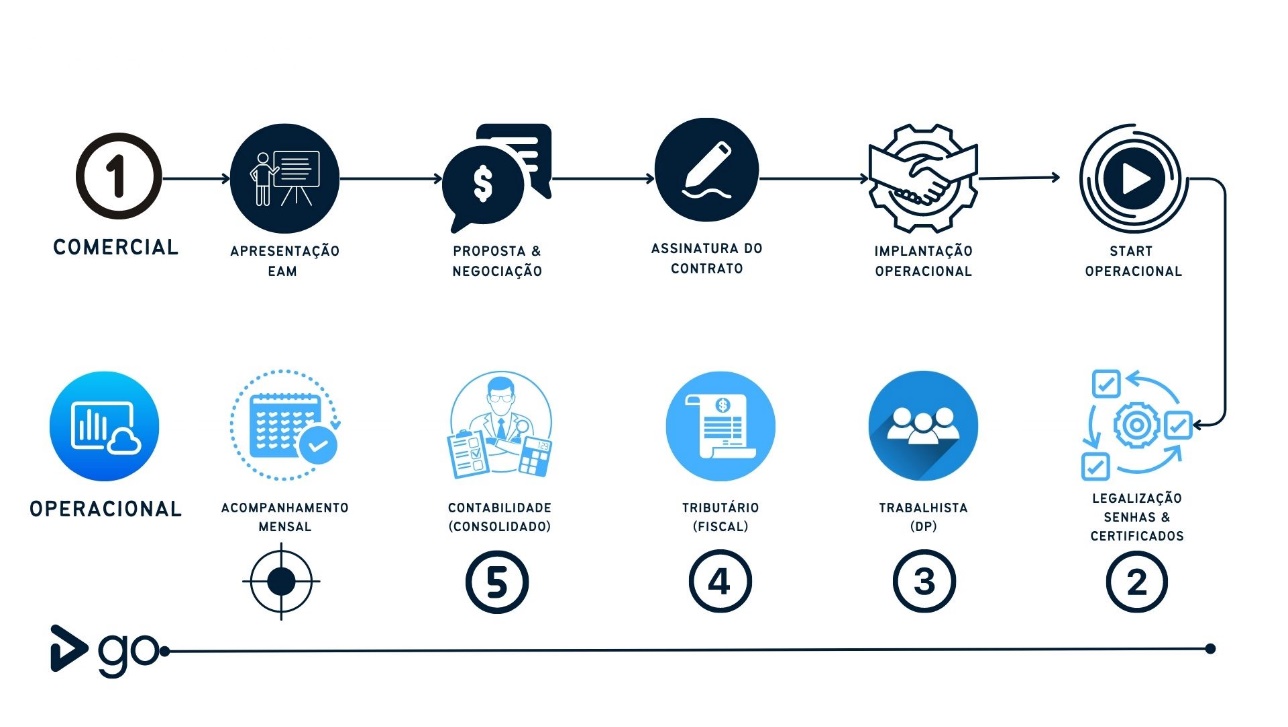 1
COMERCIAL
APRESENTAÇÃO
EAM
$
PROPOSTA &
NEGOCIAÇÃO
ASSINATURA DO
CONTRATO
IMPLANTAÇÃO
OPERACIONAL
START
OPERACIONAL
OPERACIONAL
ACOMPANHAMENTO
MENSAL
CONTABILIDADE
(CONSOLIDADO)
5
$
TRIBUTÁRIO
(FISCAL)
4
TRABALHISTA
(DP)
3
LEGALIZAÇÃO
SENHAS &
CERTIFICADOS
2
go